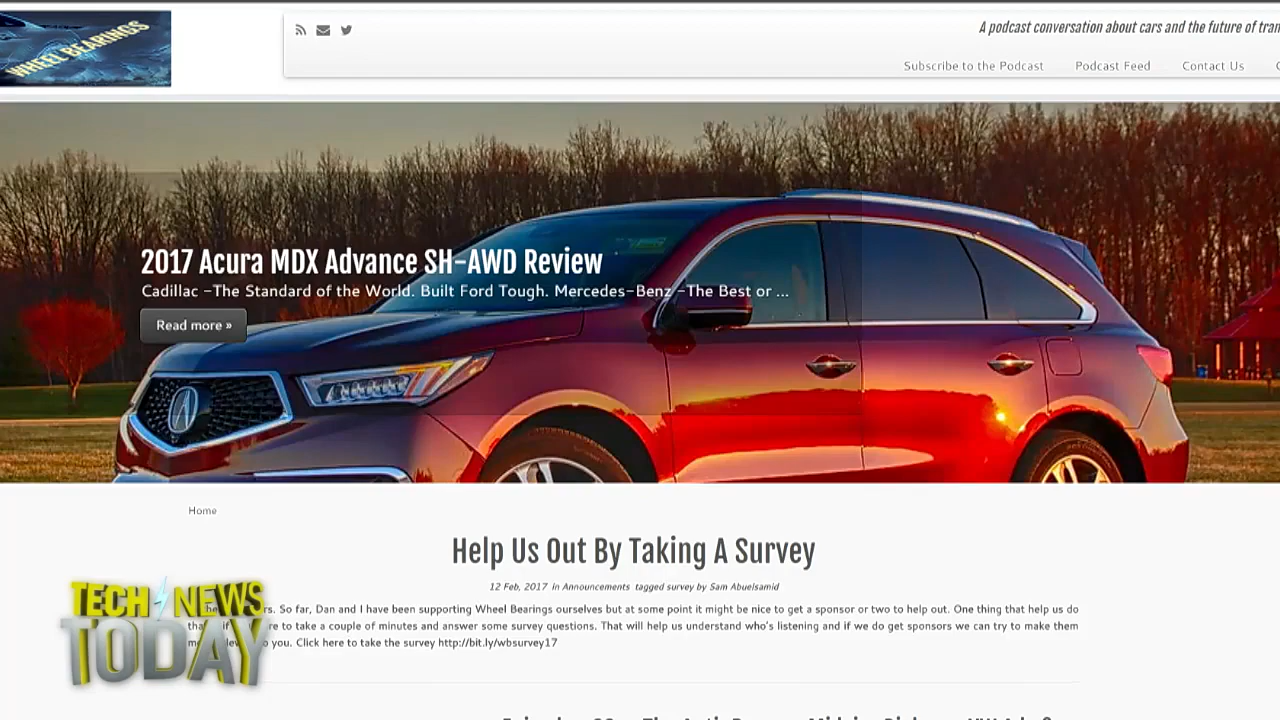 WHEEL BEARINGS
A podcast conversation about cars and the future of tran
Subscribe to the Podcast Podcast Feed Contact Us
2017 Acura MDX Advance SH-AWD Review
Cadillac -The Standard of the World. Built Ford Tough. Mercedes-Benz -The Best or ...
Read more »
Home
Help Us Out By Taking A Survey
12 Feb, 2017 in Announcements tagged survey by Sam Abuelsamid
So far, Dan and I have been supporting Wheel Bearings ourselves but at some point it might be nice to get a sponsor or two to help out. One thing that help us do
to take a couple of minutes and answer some survey questions. That will help us understand who's listening and if we do get sponsors we can try to make them
you. Click here to take the survey http://bit.ly/wbsurvey17
TECH NEWS
TODAY